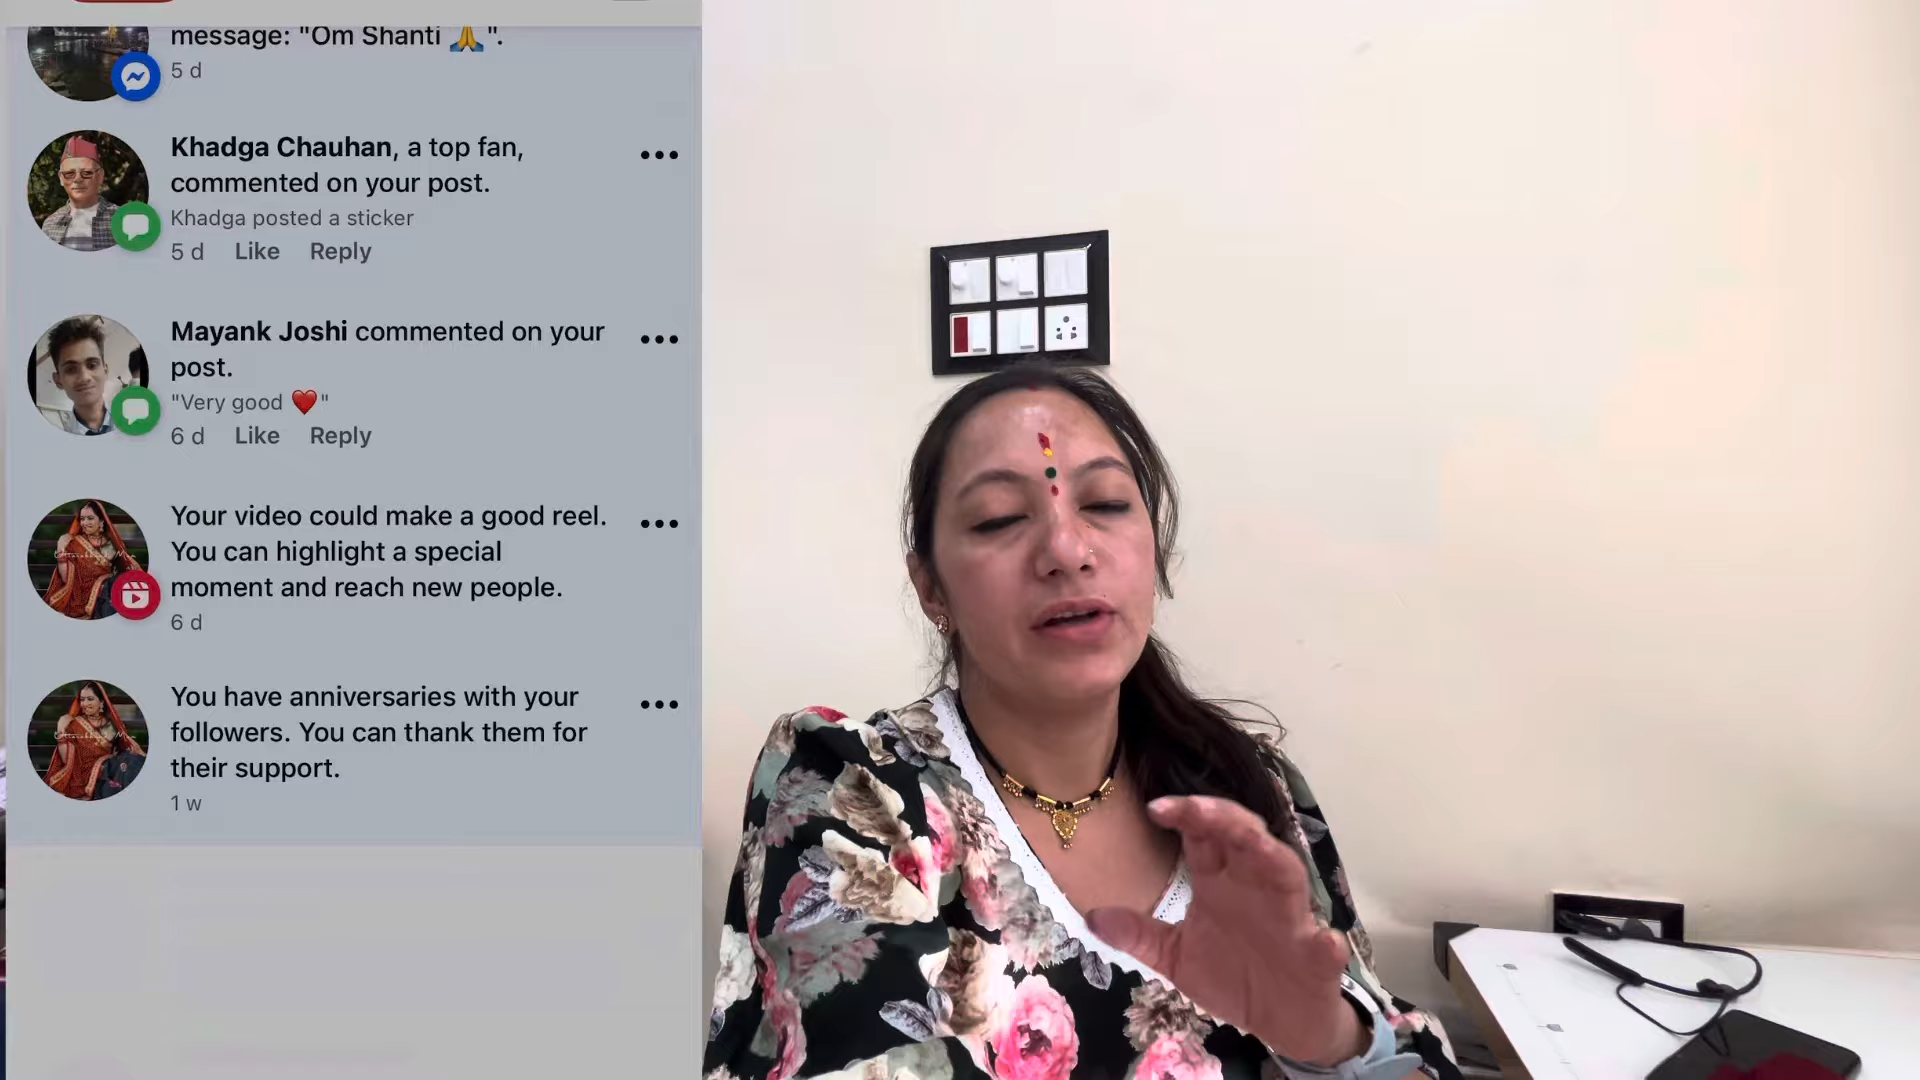 message: "Om Shanti 🙏".
5 d
Khadga Chauhan, a top fan,
commented on your post.
Khadga posted a sticker
5 d Like Reply
Mayank Joshi commented on your
post.
"Very good ❤️"
6 d Like Reply
Your video could make a good reel.
You can highlight a special
moment and reach new people.
6 d
You have anniversaries with your
followers. You can thank them for
their support.
1 w